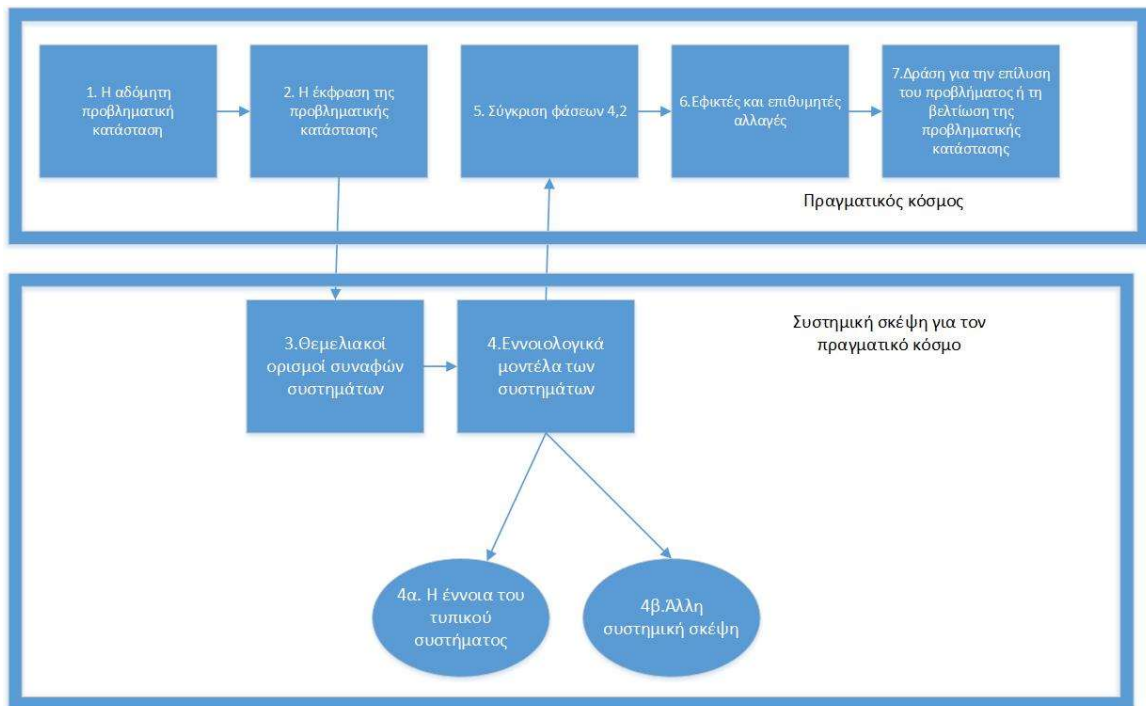 1. Η αδόμητη
προβληματική
κατάσταση
2. Η έκφραση της
προβληματικής
κατάστασης
5. Σύγκριση φάσεων 4,2
6.Εφικτές και επιθυμητές
αλλαγές
7.Δράση για την επίλυση
του προβλήματος ή τη
βελτίωση της
προβληματικής
κατάστασης
Πραγματικός κόσμος
3.Θεμελιακοί
ορισμοί συναφών
συστημάτων
4.Εννοιολογικά
μοντέλα των
συστημάτων
Συστημική σκέψη για τον
πραγματικό κόσμο
4α. Η έννοια του
τυπικού
συστήματος
4β.Άλλη
συστημική σκέψη